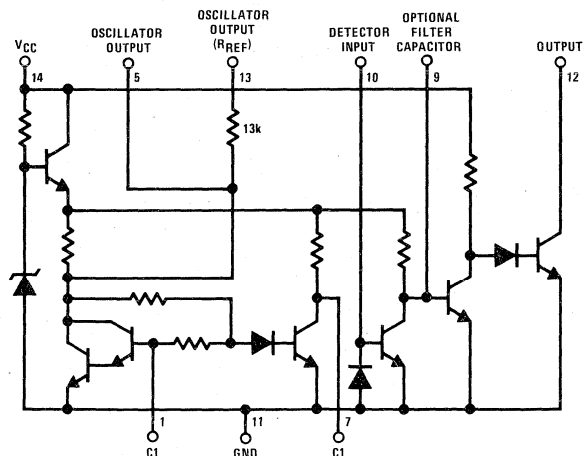 VCC
14
OSCILLATOR
OUTPUT
5
OSCILLATOR
OUTPUT
(RREF)
13
DETECTOR
INPUT
10
OPTIONAL
FILTER
CAPACITOR
9
OUTPUT
12
13k
1
C1
11
GND
7
C1